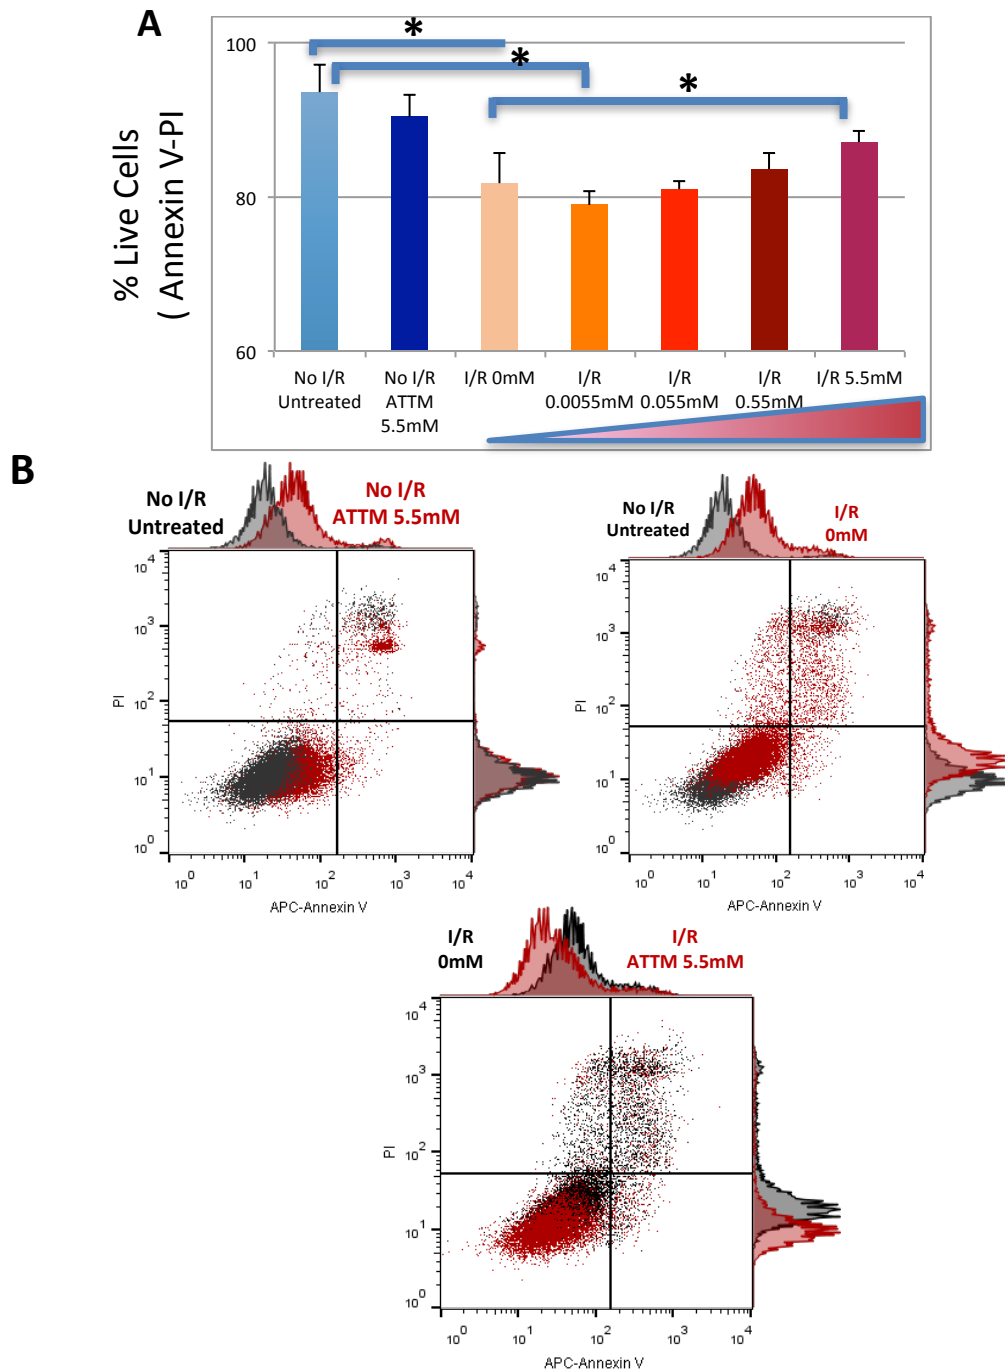 A
*
*
*
% Live Cells
( Annexin V-PI
100
80
60
No I/R
Untreated
No I/R
ATTM
5.5mM
I/R 0mM
I/R
0.0055mM
I/R
0.055mM
I/R
0.55mM
I/R 5.5mM
B
No I/R
Untreated
No I/R
ATTM 5.5mM
PI
10^4
10^3
10^2
10^1
10^0
10^0 10^1 10^2 10^3 10^4
APC-Annexin V
No I/R
Untreated
I/R
0mM
PI
10^4
10^3
10^2
10^1
10^0
10^0 10^1 10^2 10^3 10^4
APC-Annexin V
I/R
0mM
I/R
ATTM 5.5mM
PI
10^4
10^3
10^2
10^1
10^0
10^0 10^1 10^2 10^3 10^4
APC-Annexin V